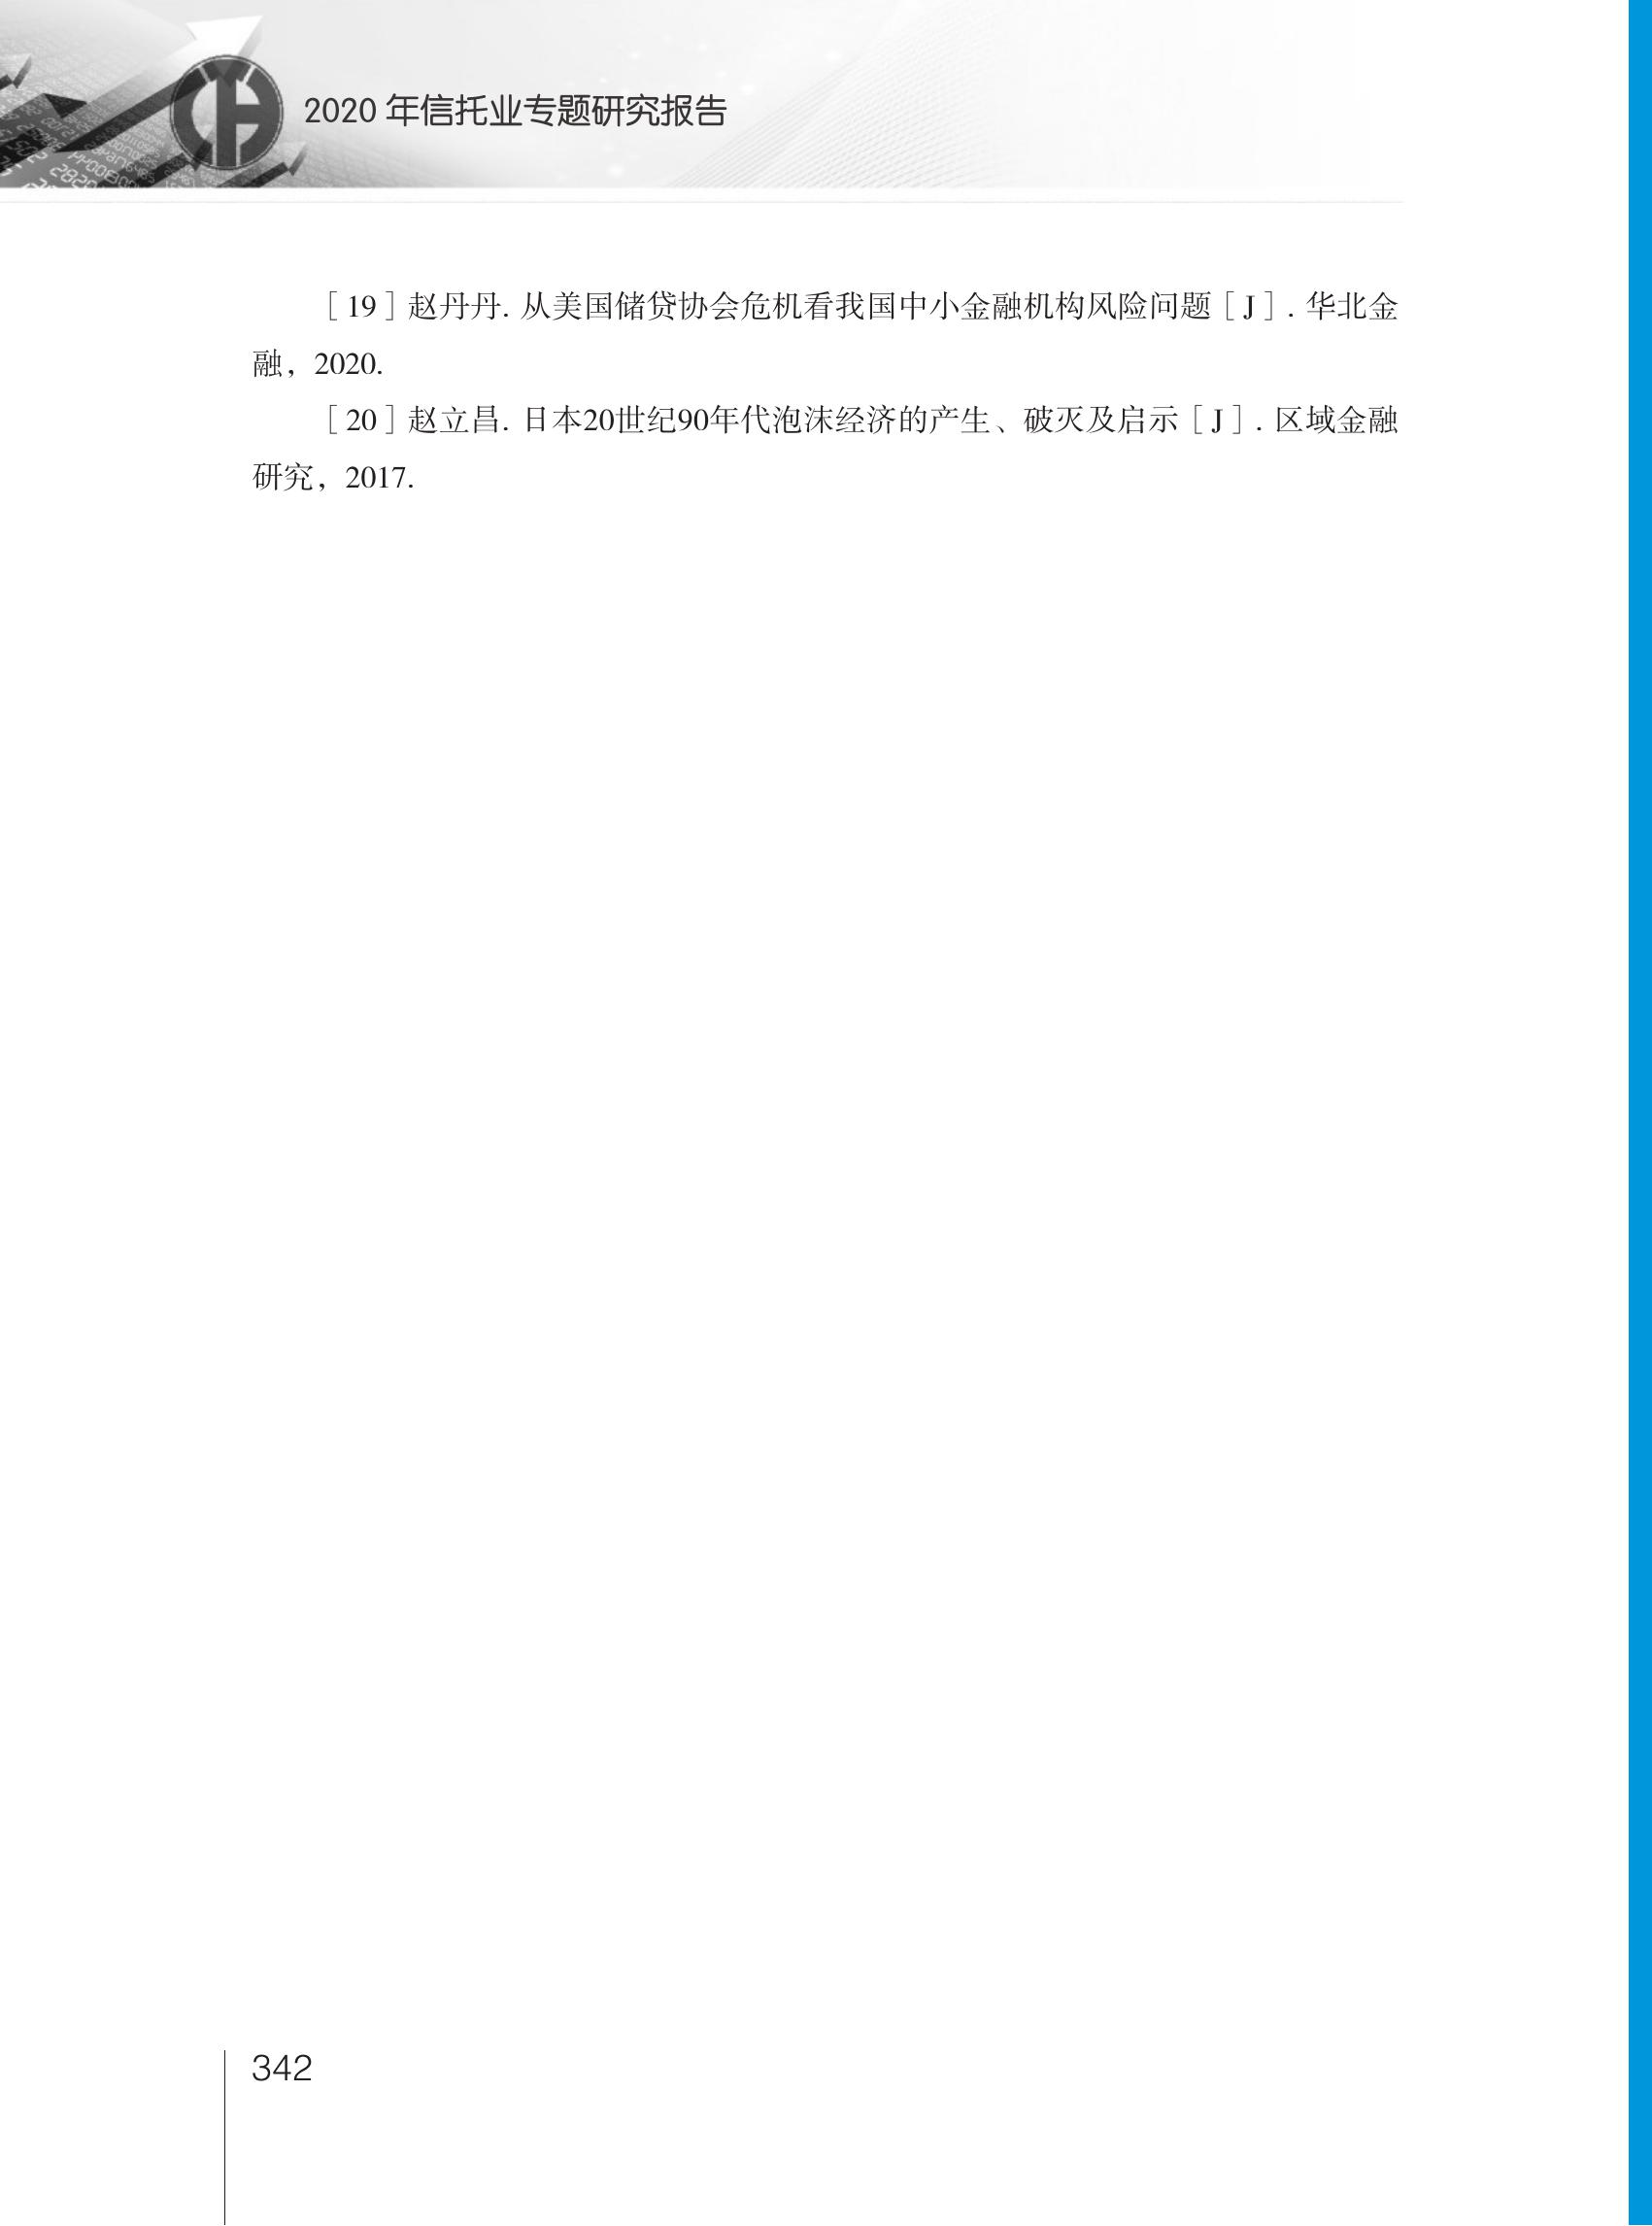 2020 年信托业专题研究报告
［19］赵丹丹. 从美国储贷协会危机看我国中小金融机构风险问题［J］. 华北金
融，2020.
［20］赵立昌. 日本20世纪90年代泡沫经济的产生、破灭及启示［J］. 区域金融
研究，2017.
342